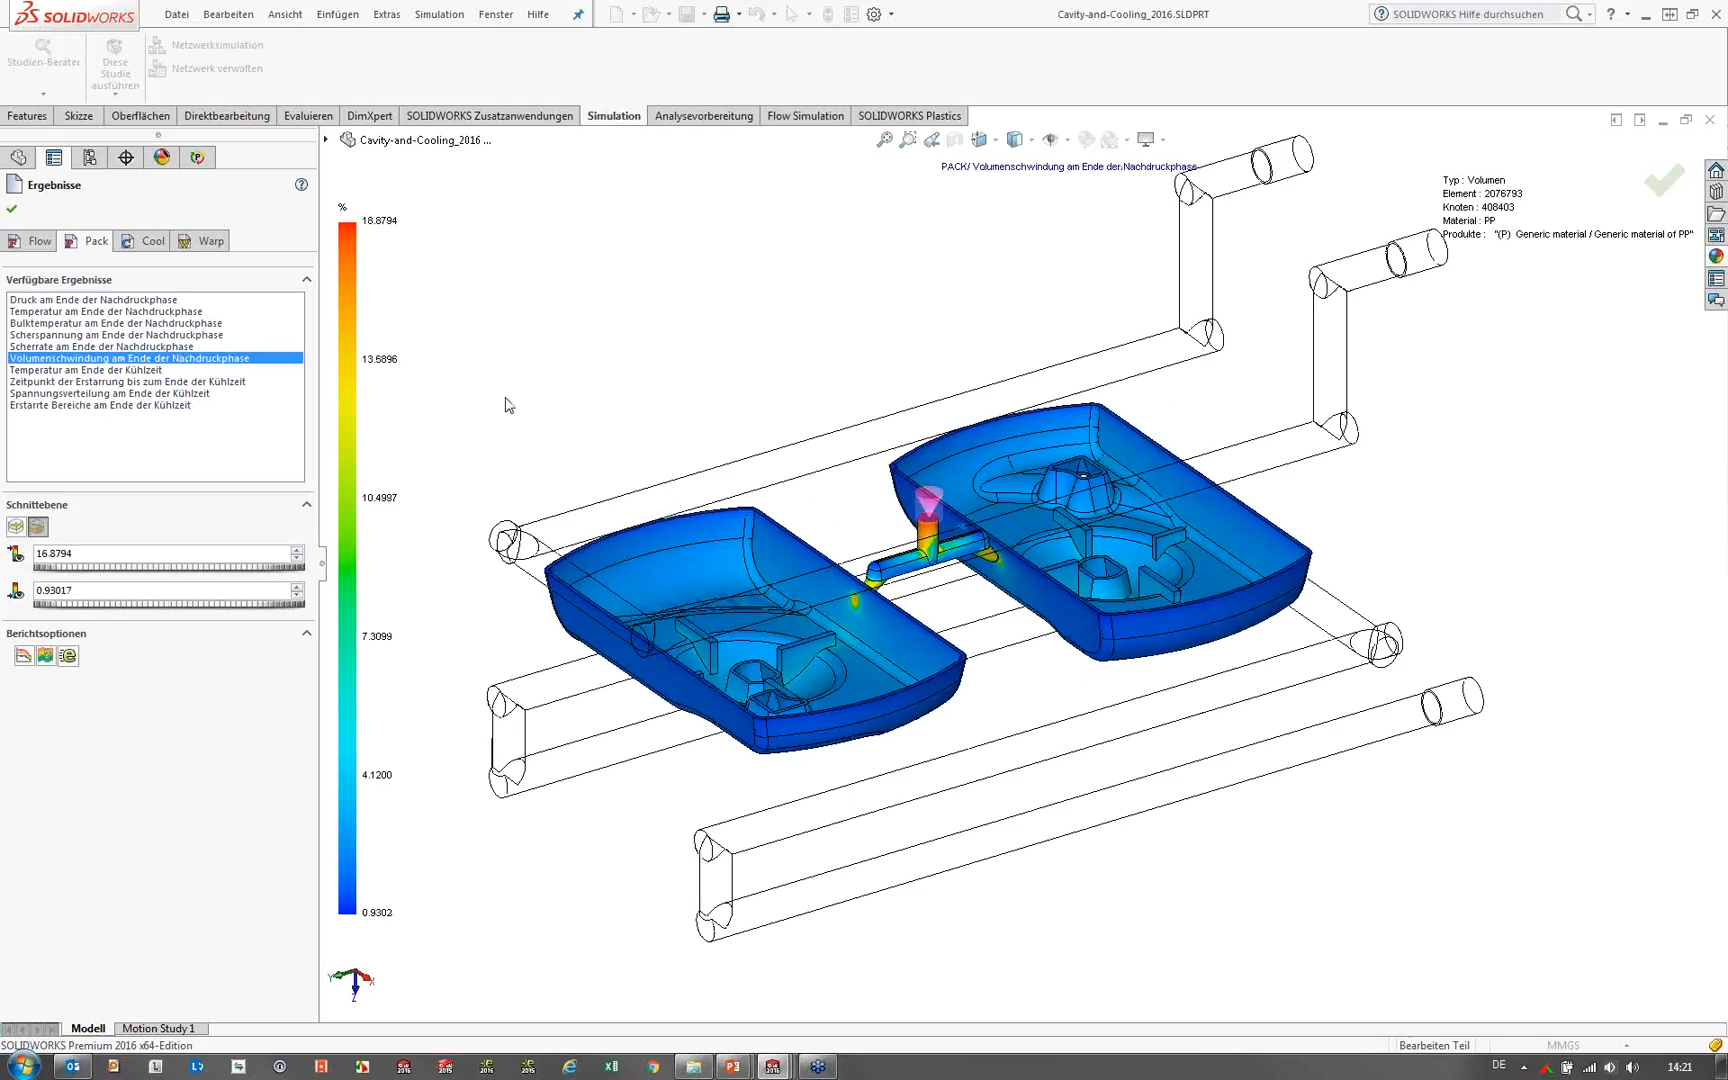 SOLIDWORKS
Datei Bearbeiten Ansicht Einfügen Extras Simulation Fenster Hilfe
Cavity-and-Cooling_2016.SLDPRT
SOLIDWORKS Hilfe durchsuchen
Studien-Berater
Diese Studie ausführen
Netzwerksimulation
Netzwerk verwalten
Features Skizze Oberflächen Direktbearbeitung Evaluieren DimXpert SOLIDWORKS Zusatzanwendungen Simulation Analysevorbereitung Flow Simulation SOLIDWORKS Plastics
Cavity-and-Cooling_2016 ...
PACK/ Volumenschwindung am Ende der Nachdruckphase
Typ : Volumen
Element : 2076793
Knoten : 408403
Material : PP
Produkte : "(P) Generic material / Generic material of PP"
Ergebnisse
Flow Pack Cool Warp
Verfügbare Ergebnisse
Druck am Ende der Nachdruckphase
Temperatur am Ende der Nachdruckphase
Bulktemperatur am Ende der Nachdruckphase
Scherspannung am Ende der Nachdruckphase
Scherrate am Ende der Nachdruckphase
Volumenschwindung am Ende der Nachdruckphase
Temperatur am Ende der Kühlzeit
Zeitpunkt der Erstarrung bis zum Ende der Kühlzeit
Spannungsverteilung am Ende der Kühlzeit
Erstarrte Bereiche am Ende der Kühlzeit
Schnittebene
16.8794
0.93017
Berichtsoptionen
%
18.8794
13.6896
10.4997
7.3099
4.1200
0.9302
Y X Z
Modell Motion Study 1
SOLIDWORKS Premium 2016 x64-Edition
Bearbeiten Teil
MMGS
DE
14:21